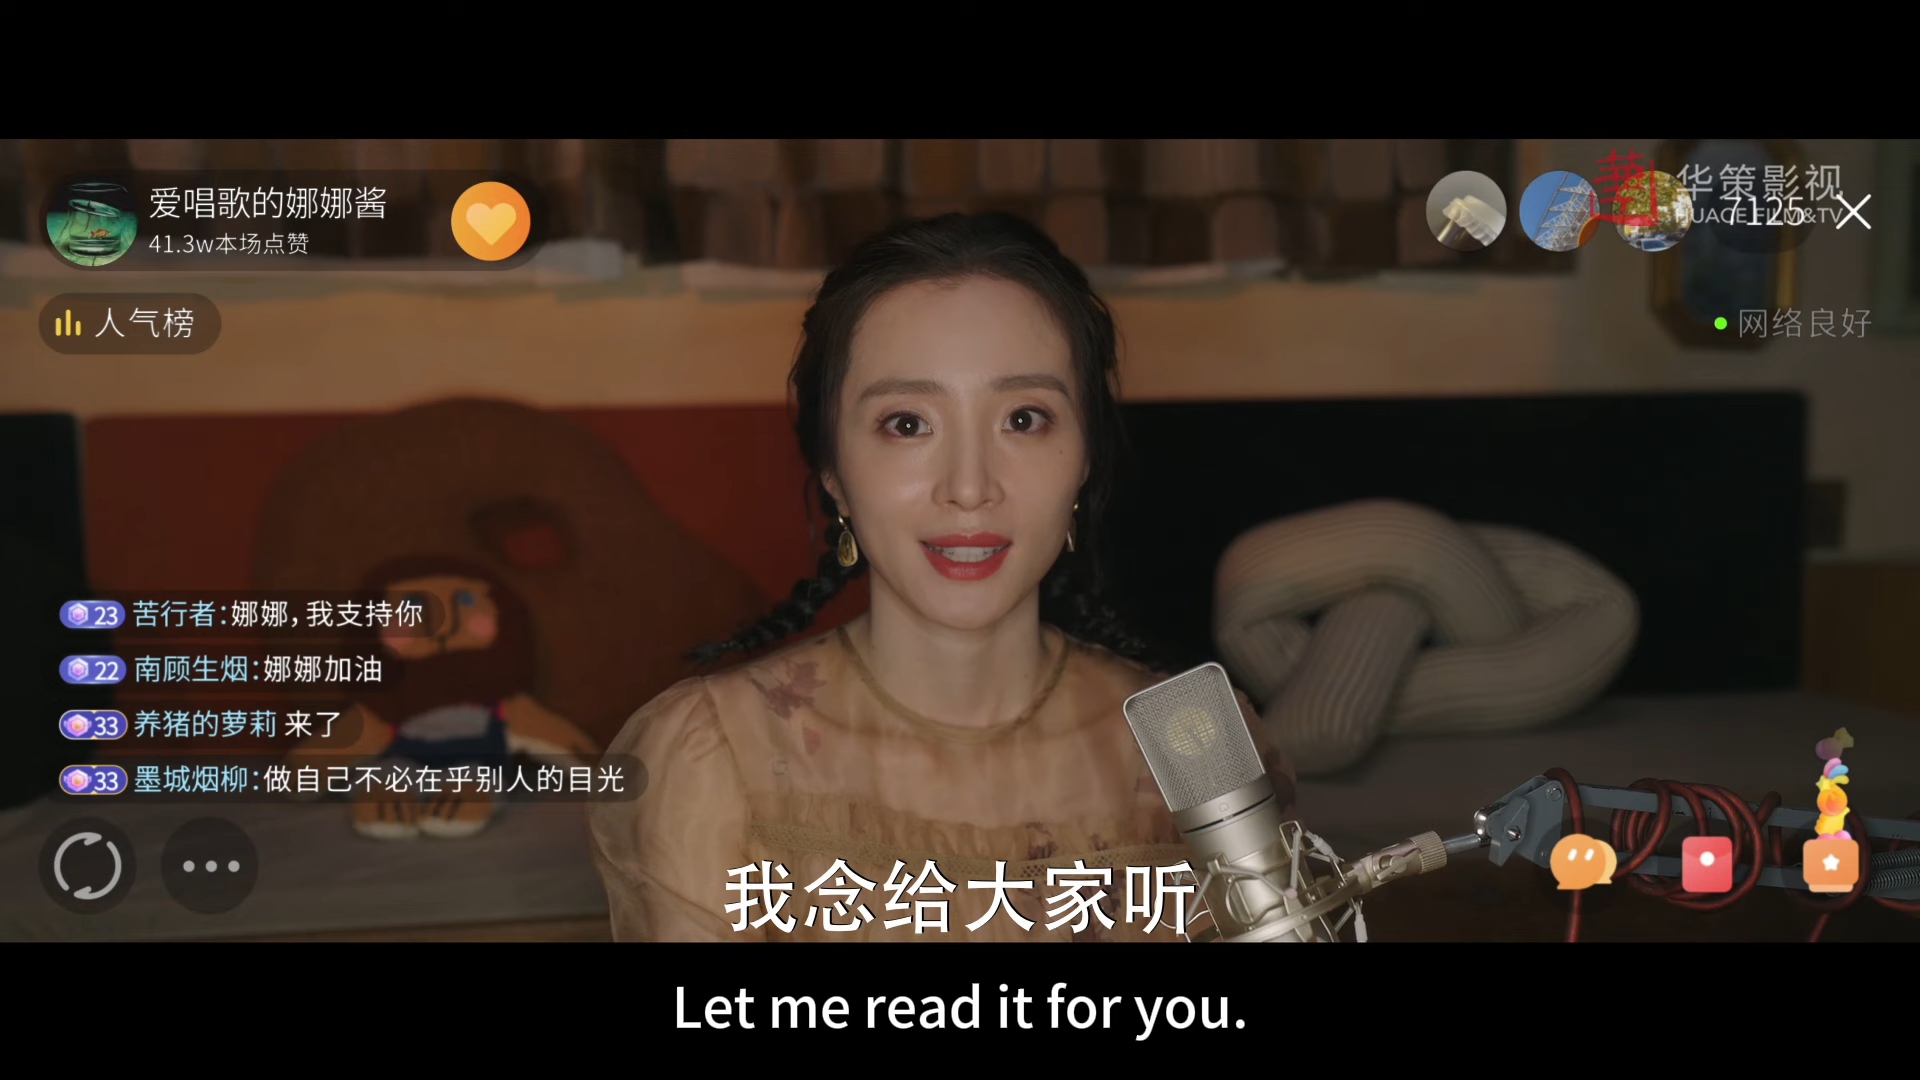 爱唱歌的娜娜酱
41.3w本场点赞
华策影视
HUACE FILM&TV
7125
人气榜
网络良好
23 苦行者:娜娜,我支持你
22 南顾生烟:娜娜加油
33 养猪的萝莉 来了
33 墨城烟柳:做自己不必在乎别人的目光
我念给大家听
Let me read it for you.